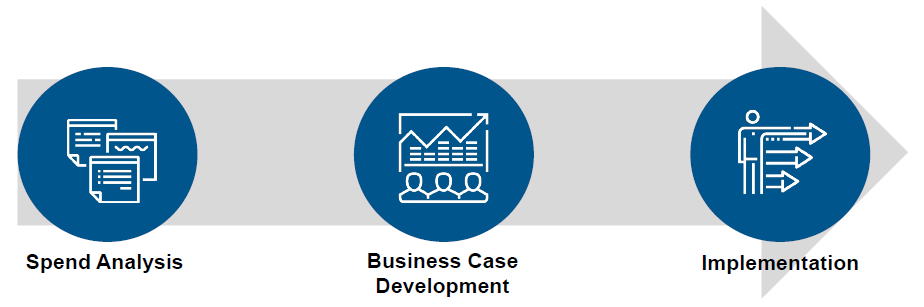 Spend Analysis
Business Case
Development
Implementation